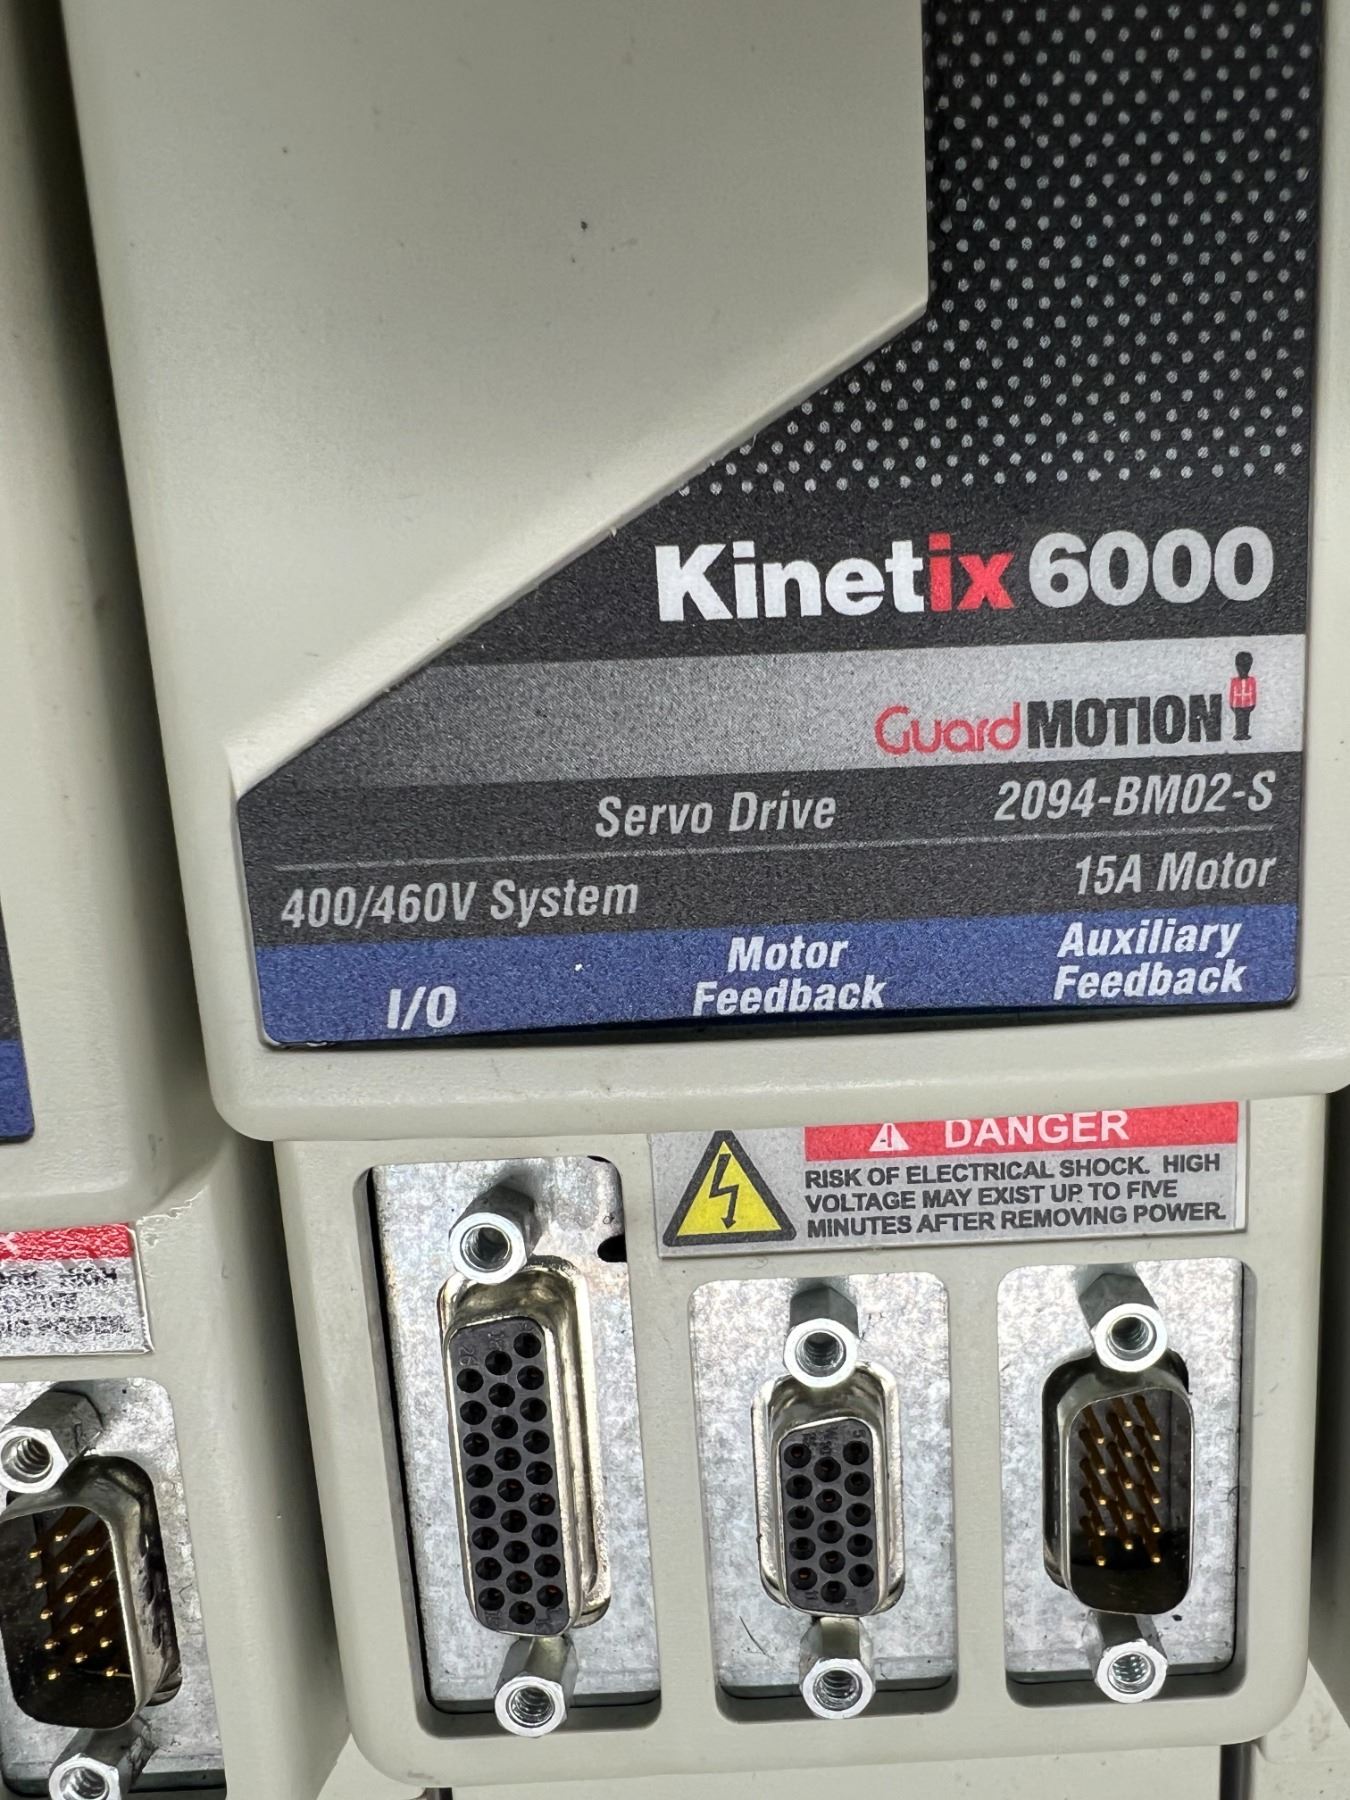 Kinetix 6000
GuardMOTION
Servo Drive 2094-BM02-S
400/460V System 15A Motor
I/O
Motor
Feedback
Auxiliary
Feedback
DANGER
RISK OF ELECTRICAL SHOCK. HIGH
VOLTAGE MAY EXIST UP TO FIVE
MINUTES AFTER REMOVING POWER.